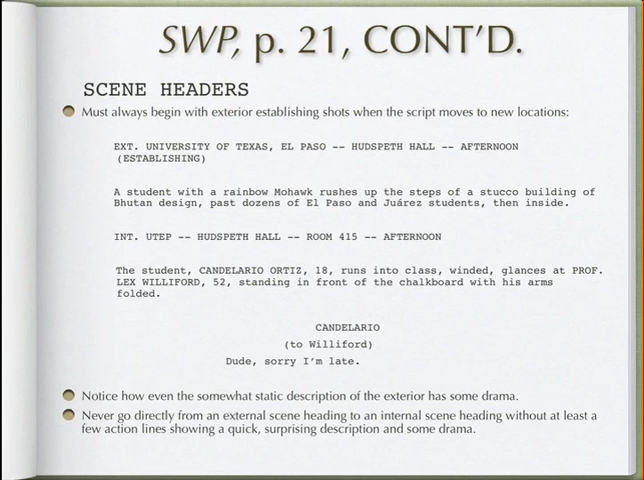 SWP, p. 21, CONT'D.
SCENE HEADERS
Must always begin with exterior establishing shots when the script moves to new locations:
EXT. UNIVERSITY OF TEXAS, EL PASO -- HUDSPETH HALL -- AFTERNOON
(ESTABLISHING)
A student with a rainbow Mohawk rushes up the steps of a stucco building of
Bhutan design, past dozens of El Paso and Juárez students, then inside.
INT. UTEP -- HUDSPETH HALL -- ROOM 415 -- AFTERNOON
The student, CANDELARIO ORTIZ, 18, runs into class, winded, glances at PROF.
LEX WILLIFORD, 52, standing in front of the chalkboard with his arms
folded.
CANDELARIO
(to Williford)
Dude, sorry I'm late.
Notice how even the somewhat static description of the exterior has some drama.
Never go directly from an external scene heading to an internal scene heading without at least a
few action lines showing a quick, surprising description and some drama.